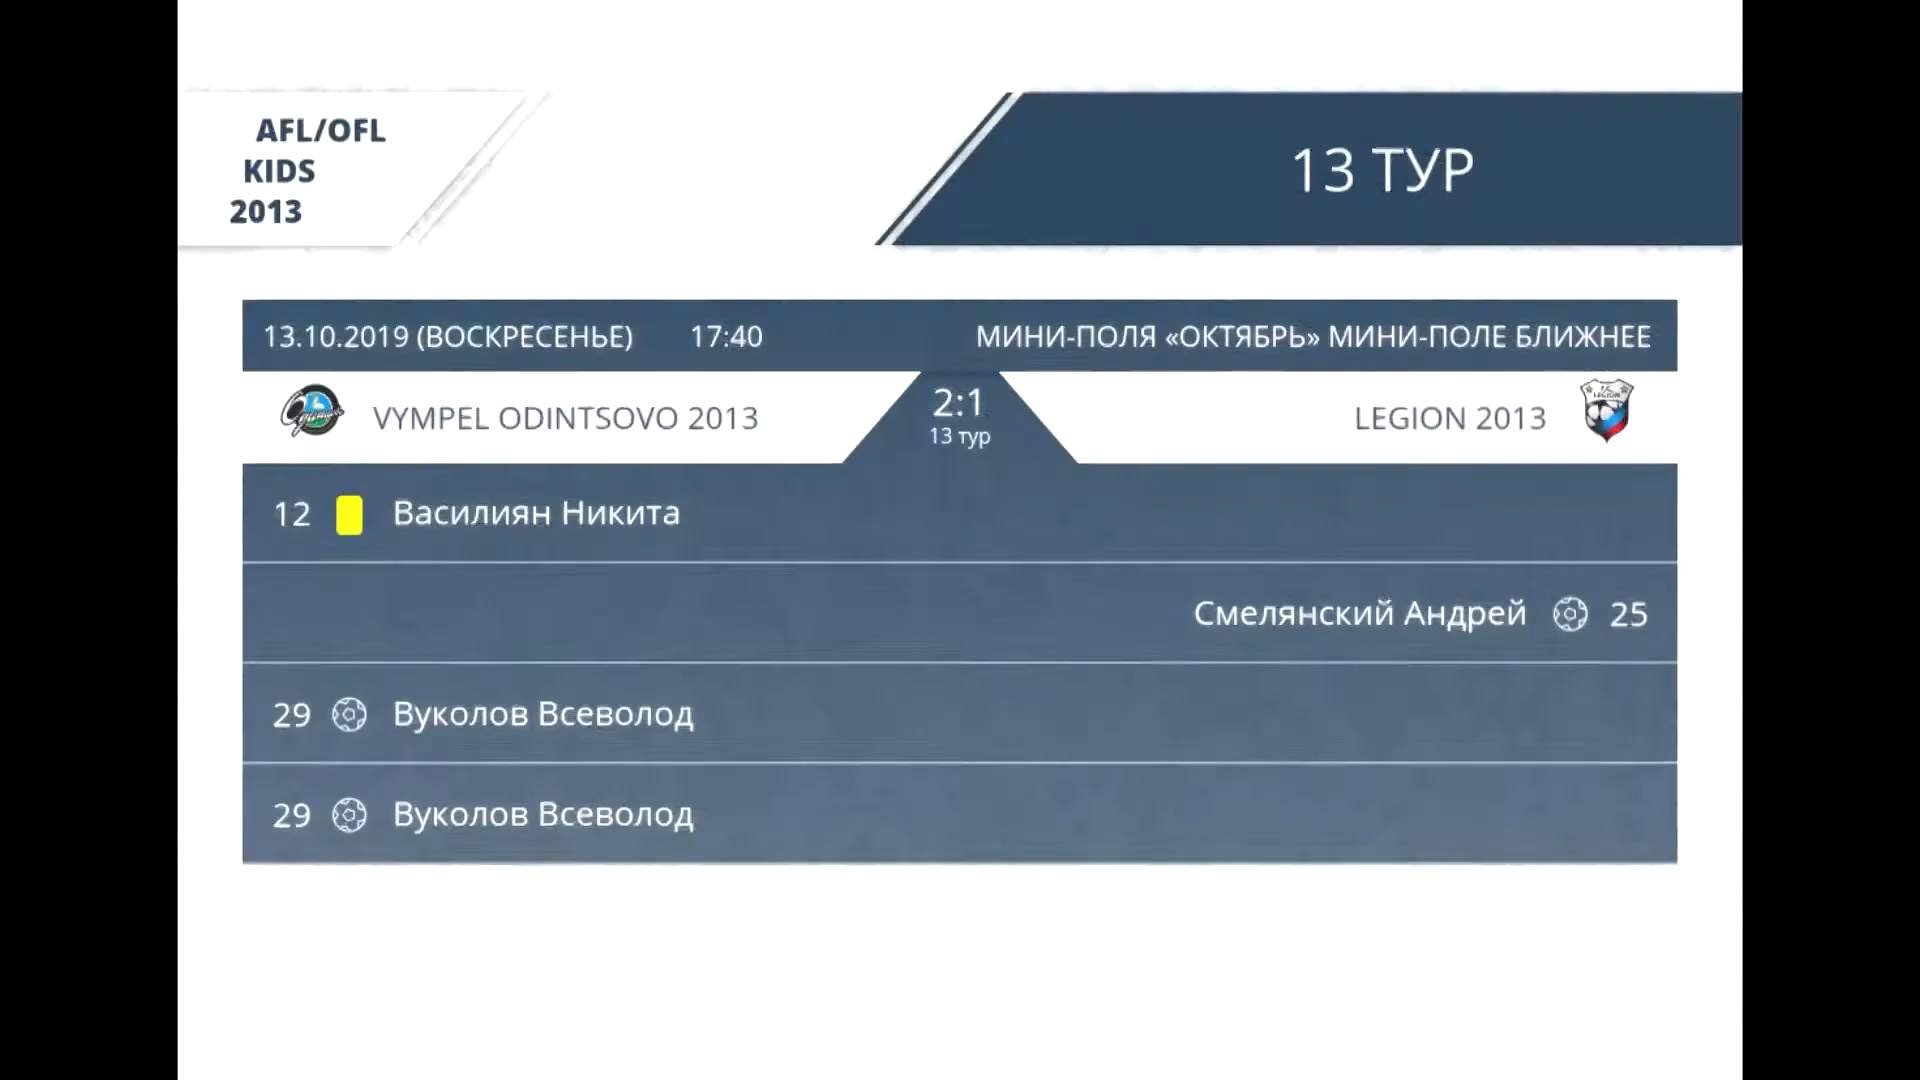 AFL/OFL
KIDS
2013
13 ТУР
13.10.2019 (ВОСКРЕСЕНЬЕ) 17:40 МИНИ-ПОЛЯ «ОКТЯБРЬ» МИНИ-ПОЛЕ БЛИЖНЕЕ
VYMPEL ODINTSOVO 2013 2:1 LEGION 2013
13 тур
12 Василиян Никита
Смелянский Андрей 25
29 Вуколов Всеволод
29 Вуколов Всеволод